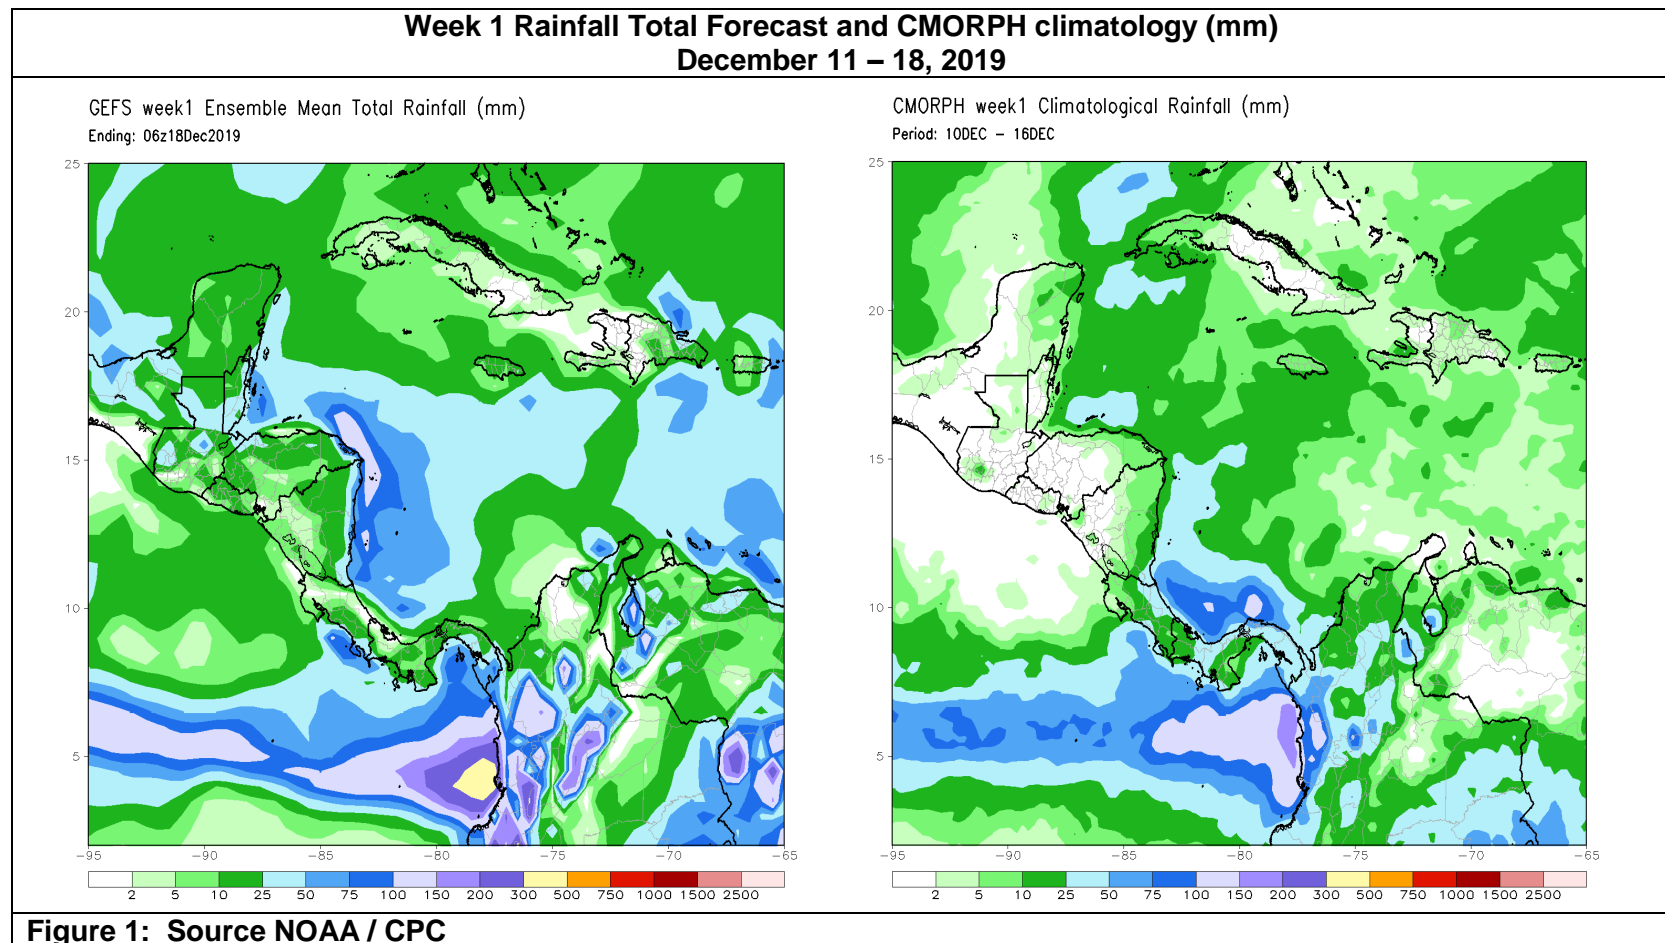 Week 1 Rainfall Total Forecast and CMORPH climatology (mm)
December 11 – 18, 2019
GEFS week1 Ensemble Mean Total Rainfall (mm)
Ending: 06z18Dec2019
25
20
15
10
5
-95 -90 -85 -80 -75 -70 -65
2 5 10 25 50 75 100 150 200 300 500 750 1000 1500 2500
CMORPH week1 Climatological Rainfall (mm)
Period: 10DEC - 16DEC
25
20
15
10
5
-95 -90 -85 -80 -75 -70 -65
2 5 10 25 50 75 100 150 200 300 500 750 1000 1500 2500
Figure 1: Source NOAA / CPC